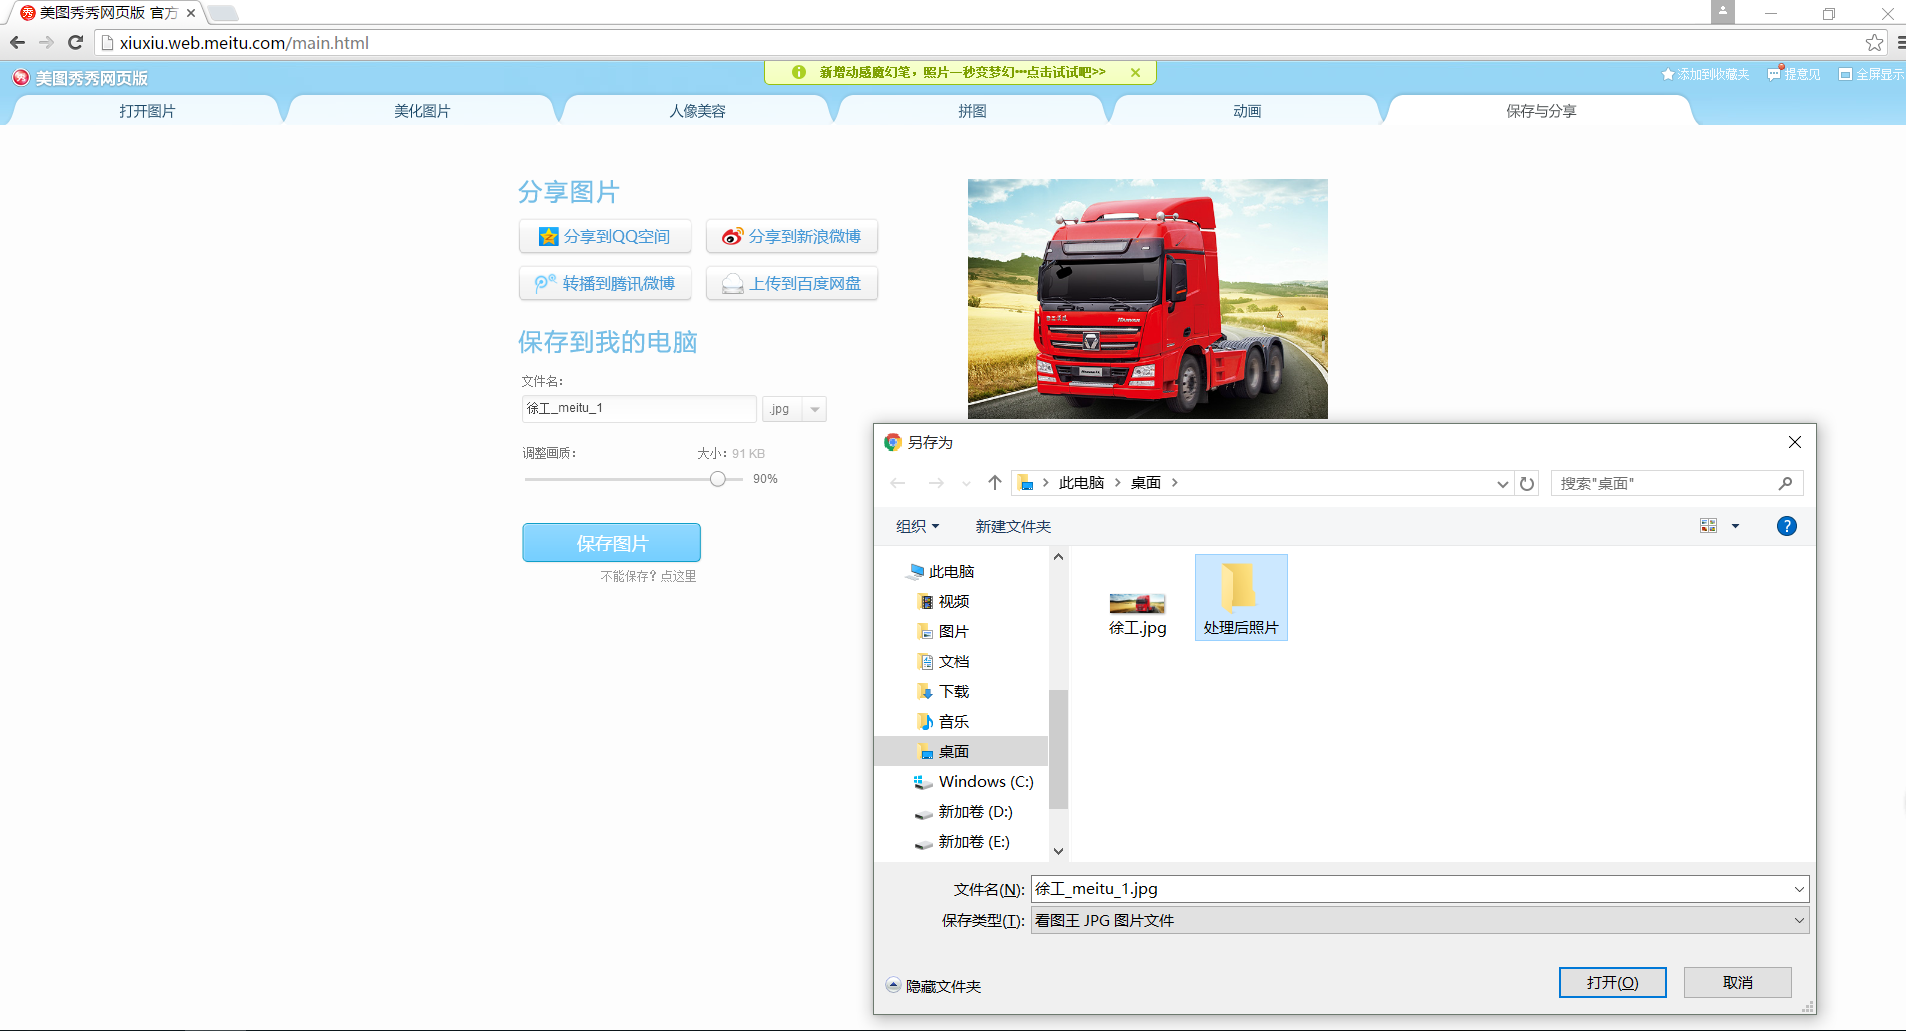 美图秀秀网页版 官方
xiuxiu.web.meitu.com/main.html
美图秀秀网页版
新增动感魔幻笔，照片一秒变梦幻···点击试试吧>>
添加到收藏夹
提意见
全屏显示
打开图片
美化图片
人像美容
拼图
动画
保存与分享
分享图片
分享到QQ空间
分享到新浪微博
转播到腾讯微博
上传到百度网盘
保存到我的电脑
文件名：
徐工_meitu_1
.jpg
调整画质：
大小：91 KB
90%
保存图片
不能保存？点这里
另存为
此电脑
桌面
搜索"桌面"
组织
新建文件夹
此电脑
视频
图片
文档
下载
音乐
桌面
Windows (C:)
新加卷 (D:)
新加卷 (E:)
徐工.jpg
处理后照片
文件名(N):
徐工_meitu_1.jpg
保存类型(T):
看图王 JPG 图片文件
隐藏文件夹
打开(O)
取消